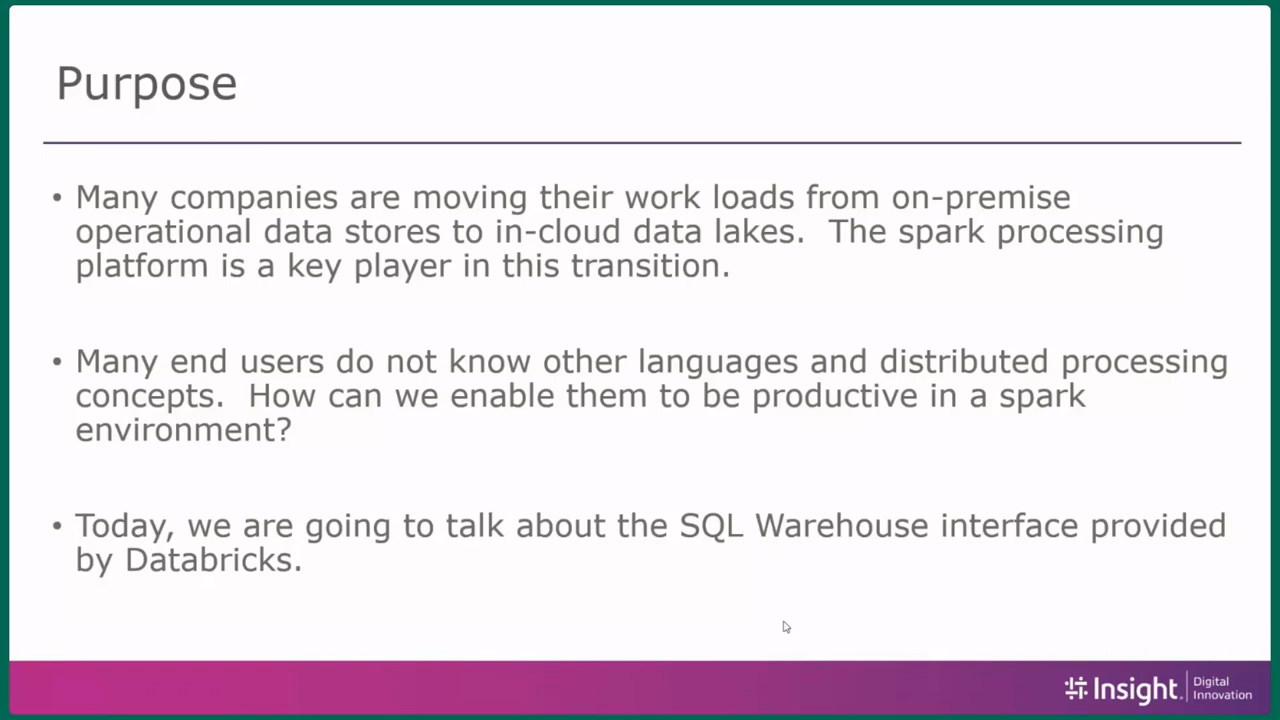 Purpose
• Many companies are moving their work loads from on-premise
operational data stores to in-cloud data lakes.  The spark processing
platform is a key player in this transition.
• Many end users do not know other languages and distributed processing
concepts.  How can we enable them to be productive in a spark
environment?
• Today, we are going to talk about the SQL Warehouse interface provided
by Databricks.
Insight.
Digital
Innovation